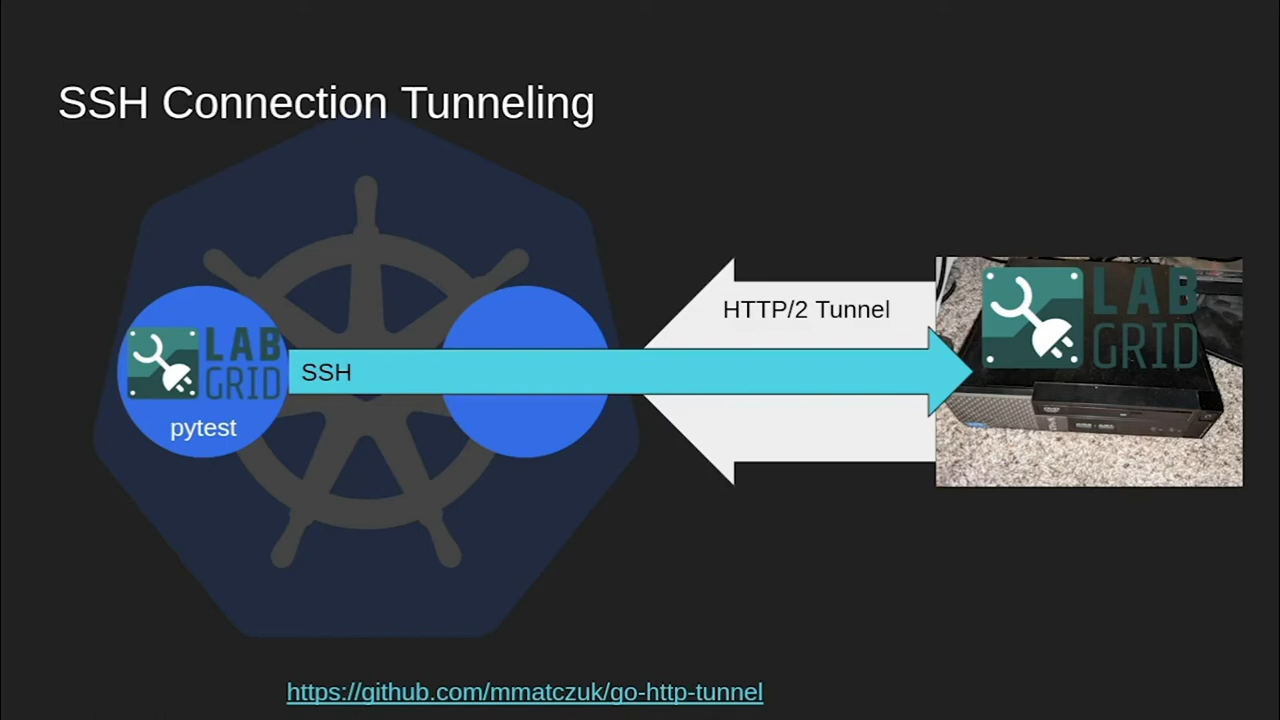 SSH Connection Tunneling
LAB
GRID
pytest
SSH
HTTP/2 Tunnel
LAB
GRID
https://github.com/mmatczuk/go-http-tunnel